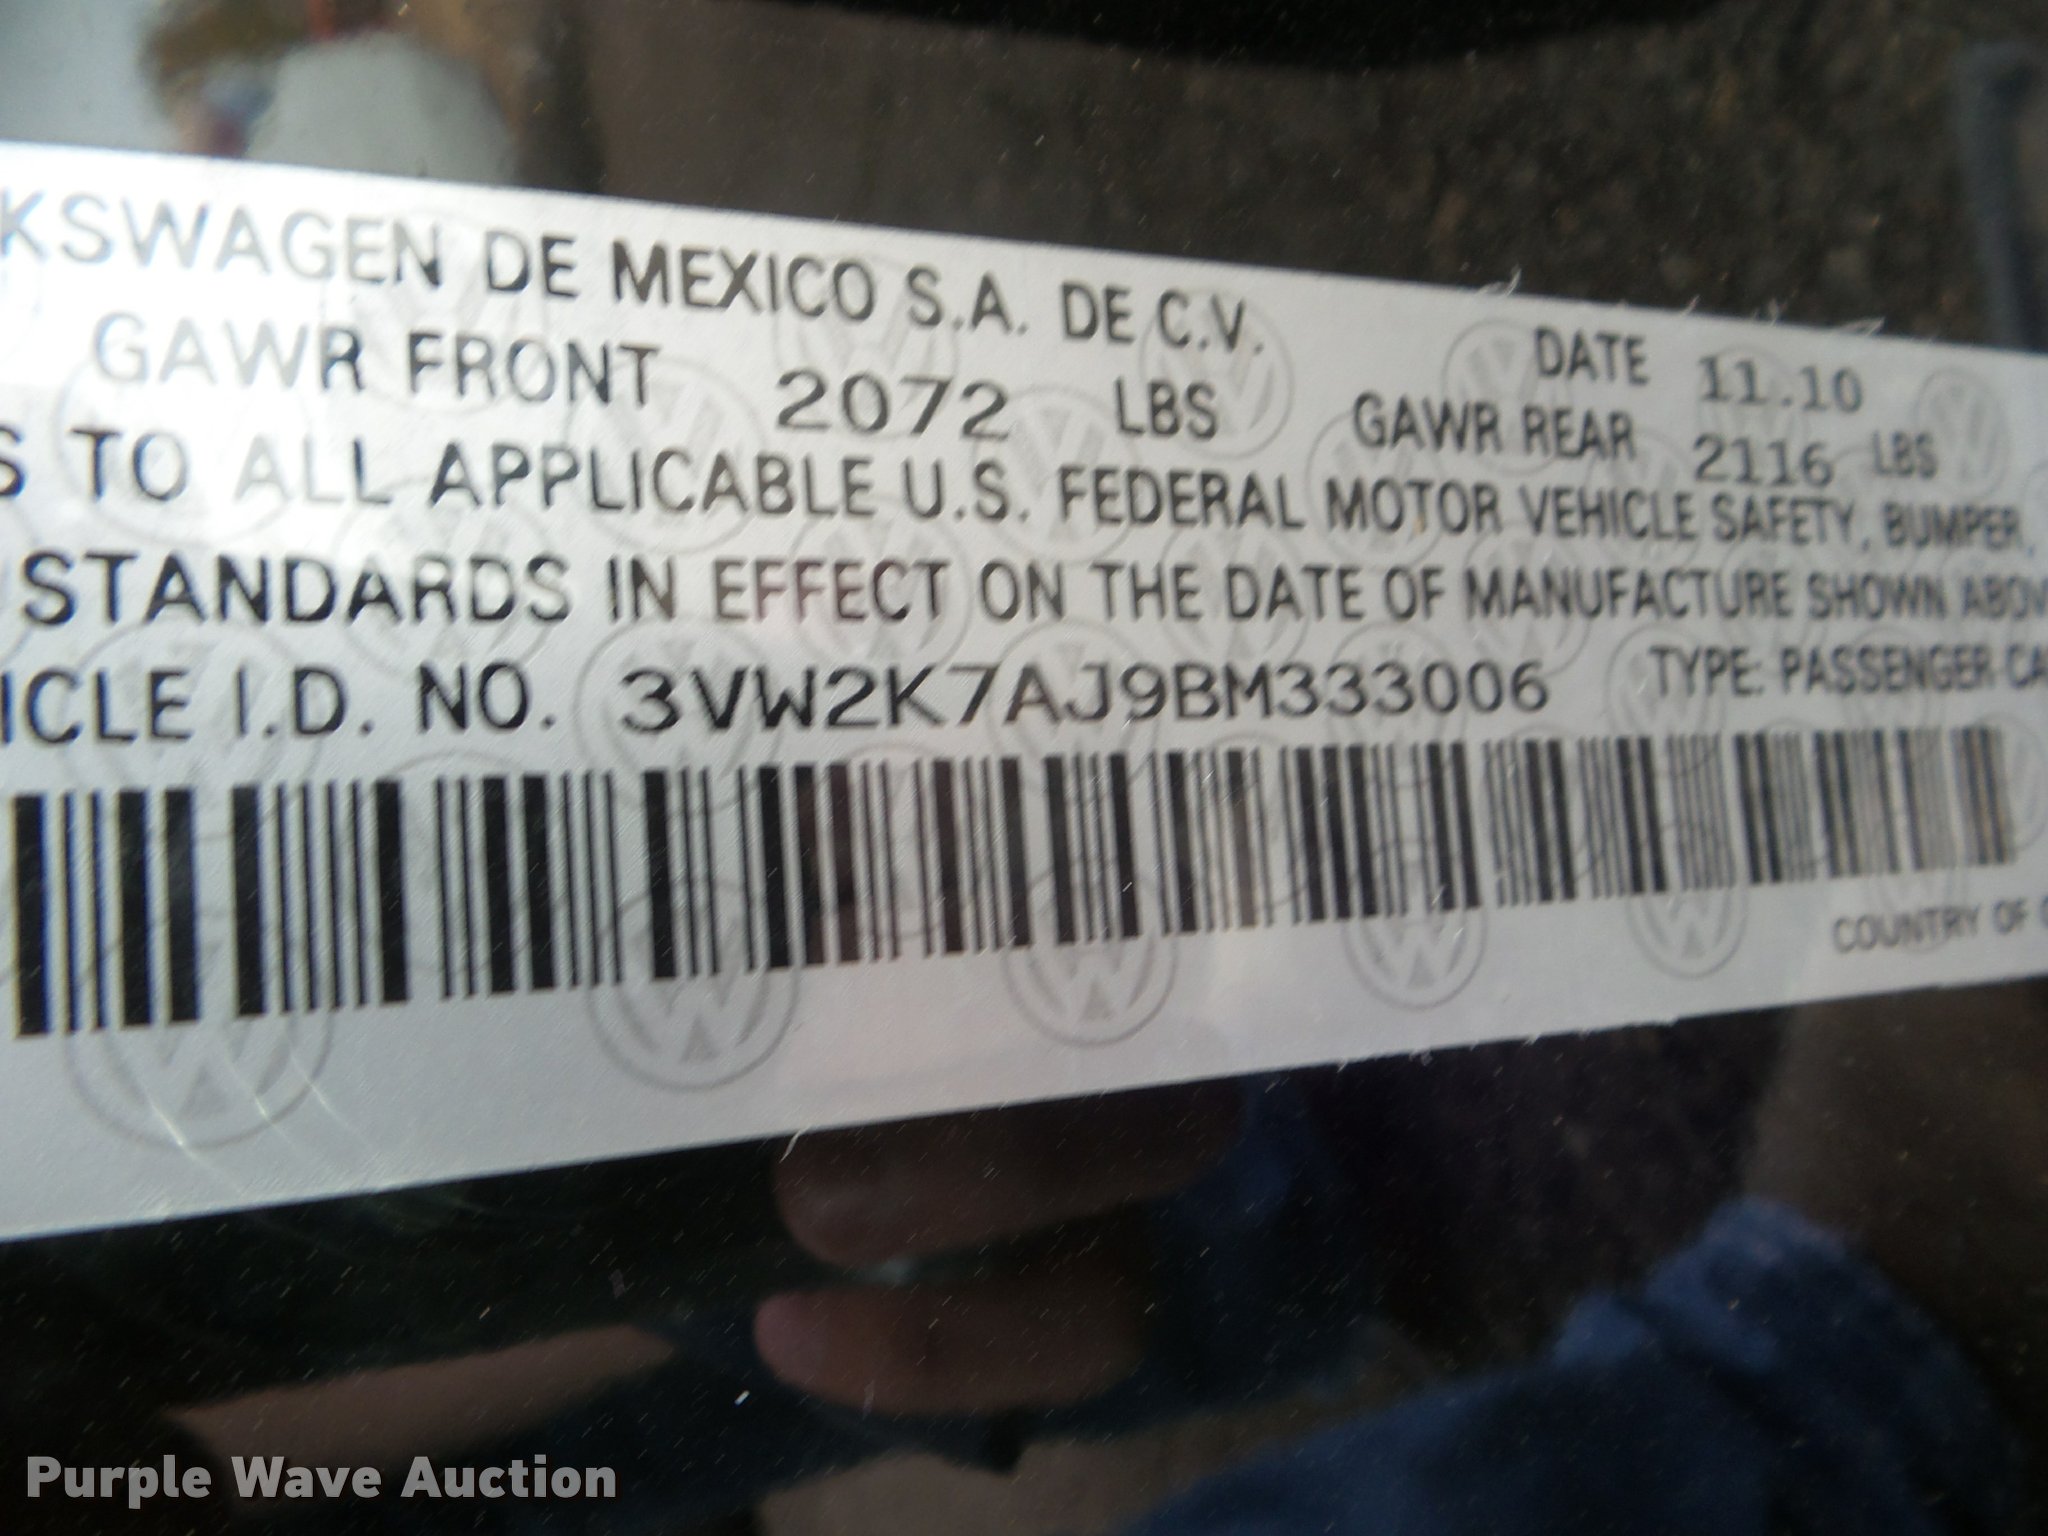 KSWAGEN DE MEXICO S.A. DE C.V. DATE 11.10
GAWR FRONT 2072 LBS GAWR REAR 2116 LBS
S TO ALL APPLICABLE U.S. FEDERAL MOTOR VEHICLE SAFETY, BUMPER,
STANDARDS IN EFFECT ON THE DATE OF MANUFACTURE SHOWN ABOV
ICLE I.D. NO. 3VW2K7AJ9BM333006 TYPE: PASSENGER CA
COUNTRY OF
Purple Wave Auction